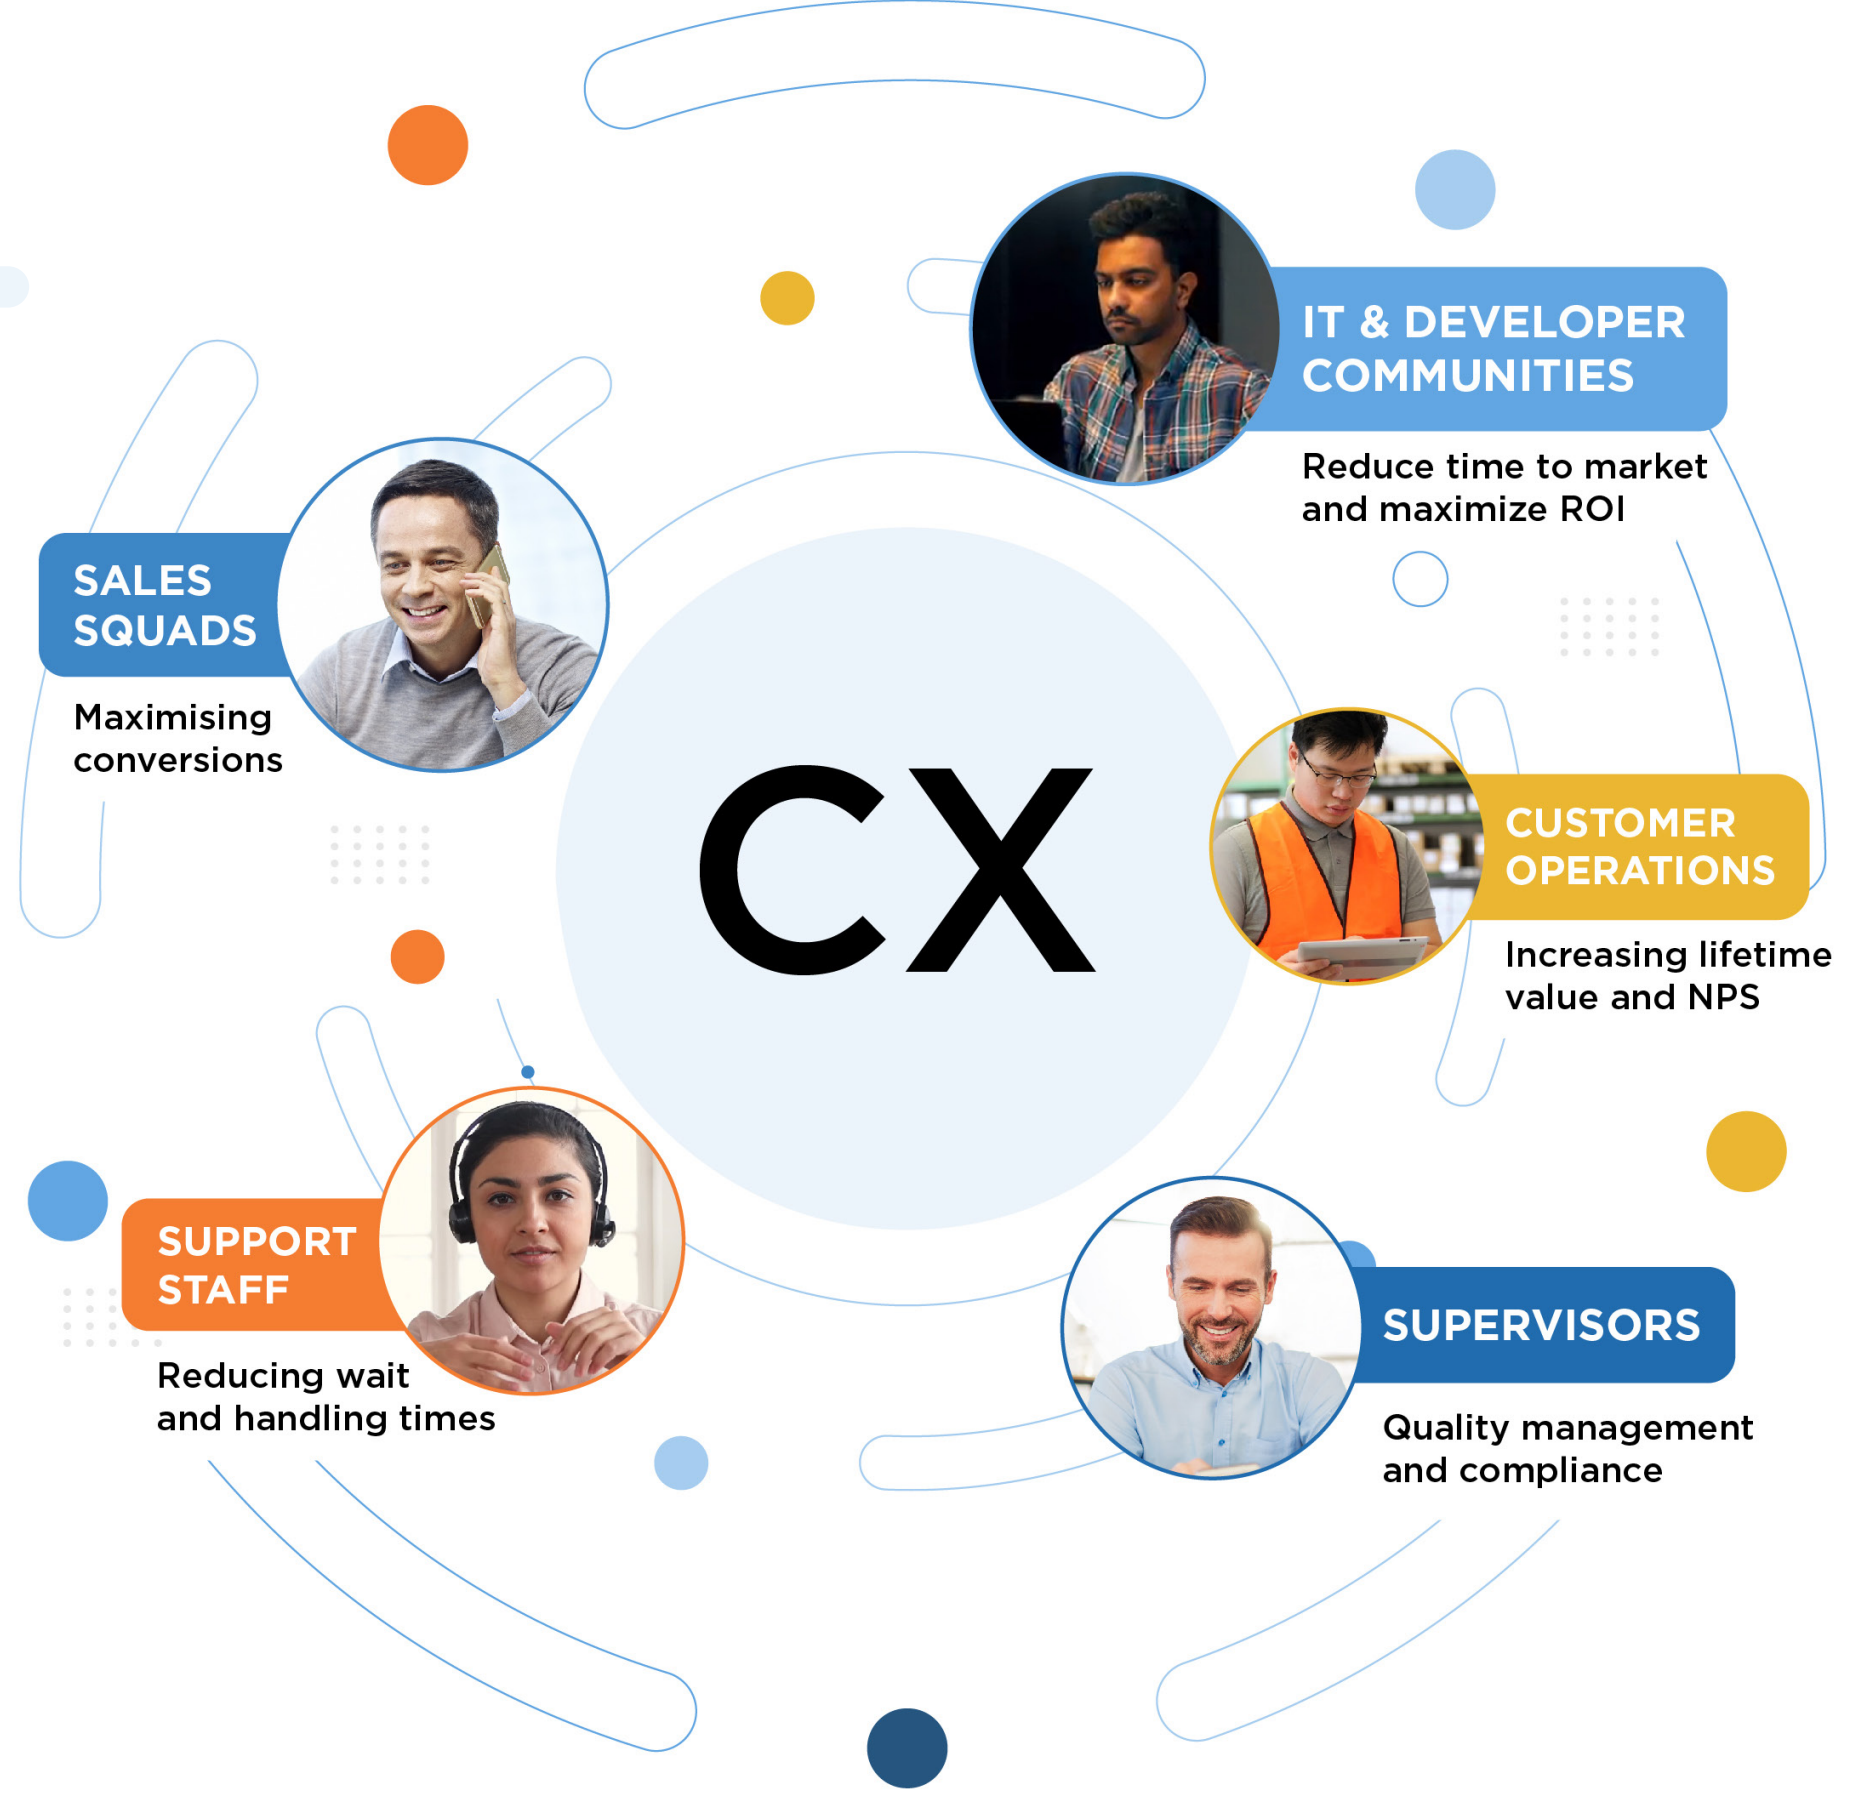 IT & DEVELOPER
COMMUNITIES
Reduce time to market
and maximize ROI
SALES
SQUADS
Maximising
conversions
CX
CUSTOMER
OPERATIONS
Increasing lifetime
value and NPS
SUPPORT
STAFF
Reducing wait
and handling times
SUPERVISORS
Quality management
and compliance